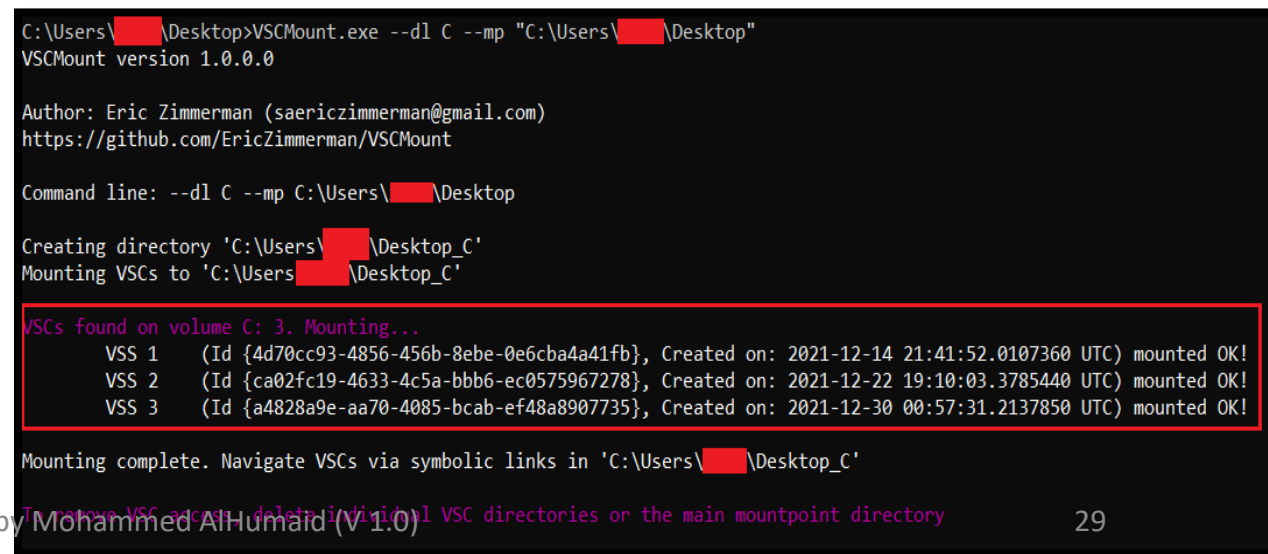 C:\Users\ \Desktop>VSCMount.exe --dl C --mp "C:\Users\ \Desktop"
VSCMount version 1.0.0.0
Author: Eric Zimmerman (saericzimmerman@gmail.com)
https://github.com/EricZimmerman/VSCMount
Command line: --dl C --mp C:\Users\ \Desktop
Creating directory 'C:\Users\ \Desktop_C'
Mounting VSCs to 'C:\Users \Desktop_C'
VSCs found on volume C: 3. Mounting...
VSS 1 (Id {4d70cc93-4856-456b-8ebe-0e6cba4a41fb}, Created on: 2021-12-14 21:41:52.0107360 UTC) mounted OK!
VSS 2 (Id {ca02fc19-4633-4c5a-bbb6-ec0575967278}, Created on: 2021-12-22 19:10:03.3785440 UTC) mounted OK!
VSS 3 (Id {a4828a9e-aa70-4085-bcab-ef48a8907735}, Created on: 2021-12-30 00:57:31.2137850 UTC) mounted OK!
Mounting complete. Navigate VSCs via symbolic links in 'C:\Users\ \Desktop_C'
To remove VSC access, delete individual VSC directories or the main mountpoint directory
by Mohammed AlHumaid (V 1.0) 29